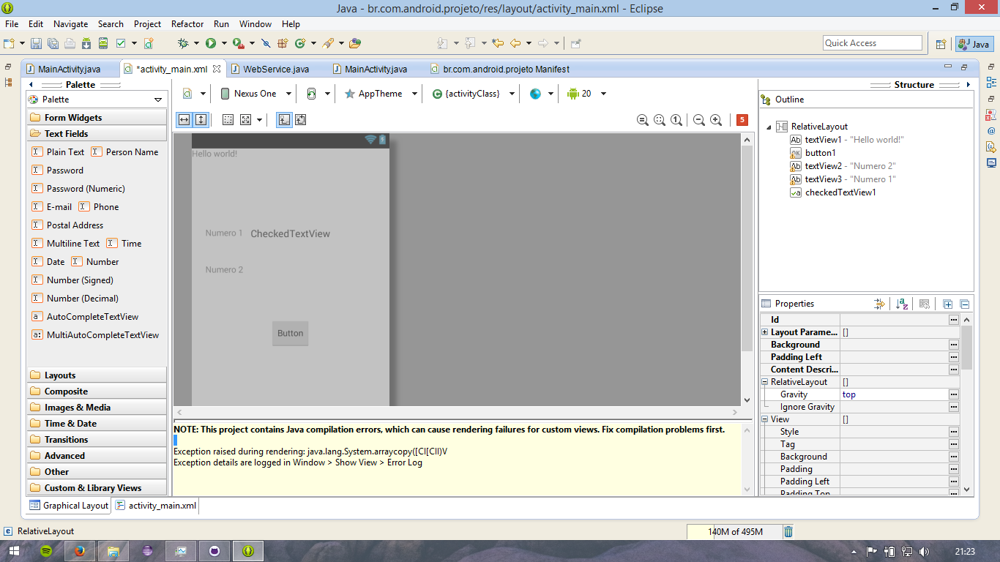 Java - br.com.android.projeto/res/layout/activity_main.xml - Eclipse
File Edit Navigate Search Project Refactor Run Window Help
Quick Access
Java
MainActivity.java
*activity_main.xml
WebService.java
MainActivity.java
br.com.android.projeto Manifest
Palette
Palette
Form Widgets
Text Fields
Plain Text Person Name
Password
Password (Numeric)
E-mail Phone
Postal Address
Multiline Text Time
Date Number
Number (Signed)
Number (Decimal)
AutoCompleteTextView
MultiAutoCompleteTextView
Layouts
Composite
Images & Media
Time & Date
Transitions
Advanced
Other
Custom & Library Views
Nexus One
AppTheme
{activityClass}
20
5
Hello world!
Numero 1 CheckedTextView
Numero 2
Button
NOTE: This project contains Java compilation errors, which can cause rendering failures for custom views. Fix compilation problems first.
Exception raised during rendering: java.lang.System.arraycopy([CI[CII)V
Exception details are logged in Window > Show View > Error Log
Graphical Layout
activity_main.xml
Structure
Outline
RelativeLayout
textView1 - "Hello world!"
button1
textView2 - "Numero 2"
textView3 - "Numero 1"
checkedTextView1
Properties
Id
Layout Parame... []
Background
Padding Left
Content Descri...
RelativeLayout []
Gravity top
Ignore Gravity
View []
Style
Tag
Background
Padding
Padding Left
Padding Top
RelativeLayout
140M of 495M
21:23